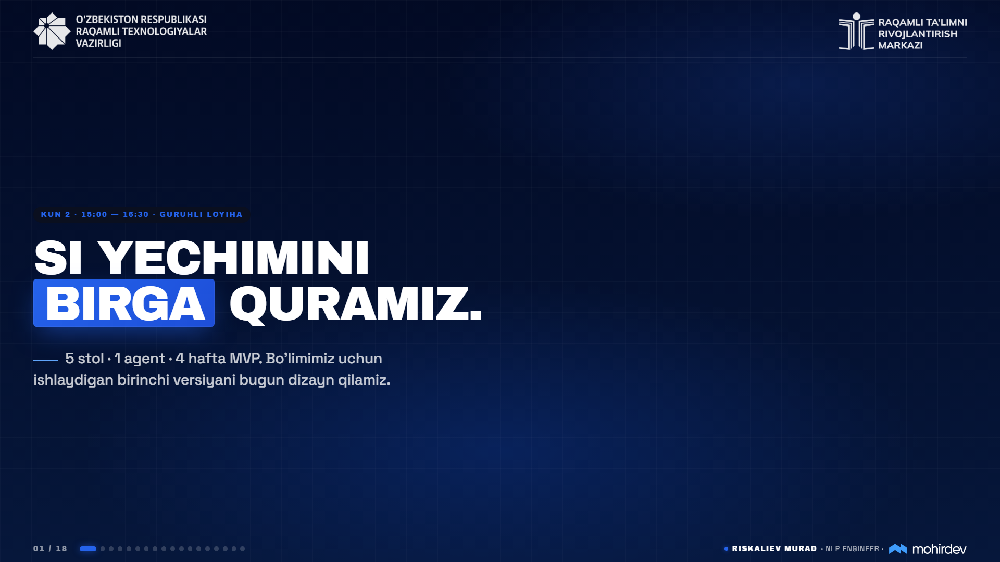 O'ZBEKISTON RESPUBLIKASI
RAQAMLI TEXNOLOGIYALAR
VAZIRLIGI
RAQAMLI TA’LIMNI
RIVOJLANTIRISH
MARKAZI
KUN 2 · 15:00 — 16:30 · GURUHLI LOYIHA
SI YECHIMINI
BIRGA QURAMIZ.
5 stol · 1 agent · 4 hafta MVP. Bo’limimiz uchun
ishlaydigan birinchi versiyani bugun dizayn qilamiz.
01 / 18
RISKALIEV MURAD · NLP ENGINEER ·
mohirdev